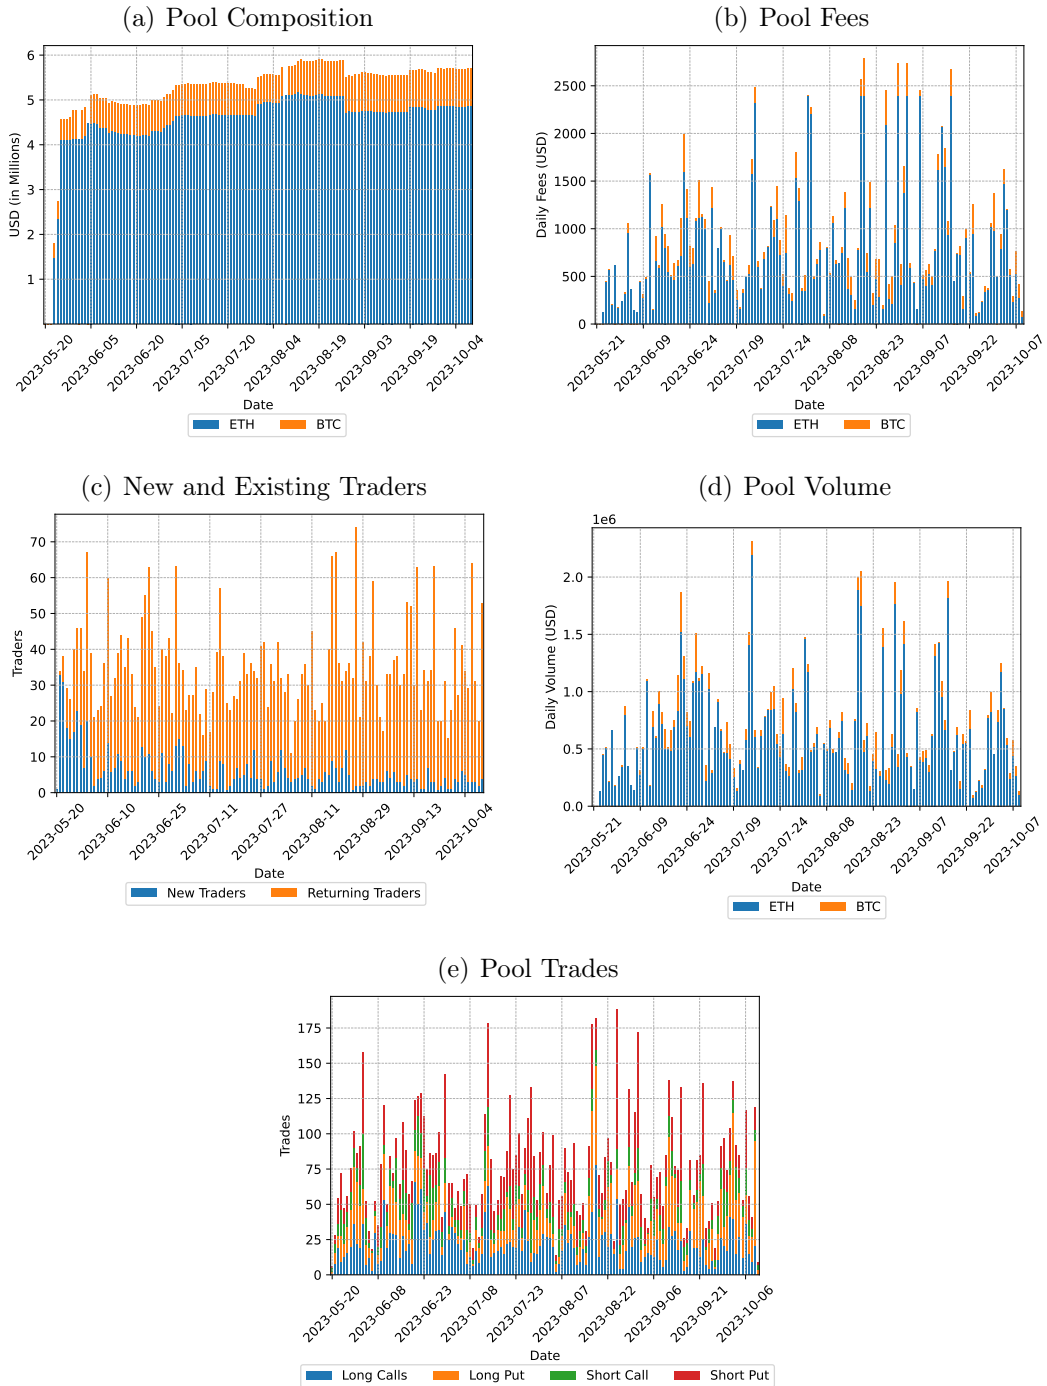 (a) Pool Composition
6
5
4
3
2
1
USD (in Millions)
2023-05-20
2023-06-05
2023-06-20
2023-07-05
2023-07-20
2023-08-04
2023-08-19
2023-09-03
2023-09-19
2023-10-04
Date
ETH
BTC
(b) Pool Fees
2500
2000
1500
1000
500
0
Daily Fees (USD)
2023-05-21
2023-06-09
2023-06-24
2023-07-09
2023-07-24
2023-08-08
2023-08-23
2023-09-07
2023-09-22
2023-10-07
Date
ETH
BTC
(c) New and Existing Traders
70
60
50
40
30
20
10
0
Traders
2023-05-20
2023-06-10
2023-06-25
2023-07-11
2023-07-27
2023-08-11
2023-08-29
2023-09-13
2023-10-04
Date
New Traders
Returning Traders
(d) Pool Volume
1e6
2.0
1.5
1.0
0.5
0.0
Daily Volume (USD)
2023-05-21
2023-06-09
2023-06-24
2023-07-09
2023-07-24
2023-08-08
2023-08-23
2023-09-07
2023-09-22
2023-10-07
Date
ETH
BTC
(e) Pool Trades
175
150
125
100
75
50
25
0
Trades
2023-05-20
2023-06-08
2023-06-23
2023-07-08
2023-07-23
2023-08-07
2023-08-22
2023-09-06
2023-09-21
2023-10-06
Date
Long Calls
Long Put
Short Call
Short Put